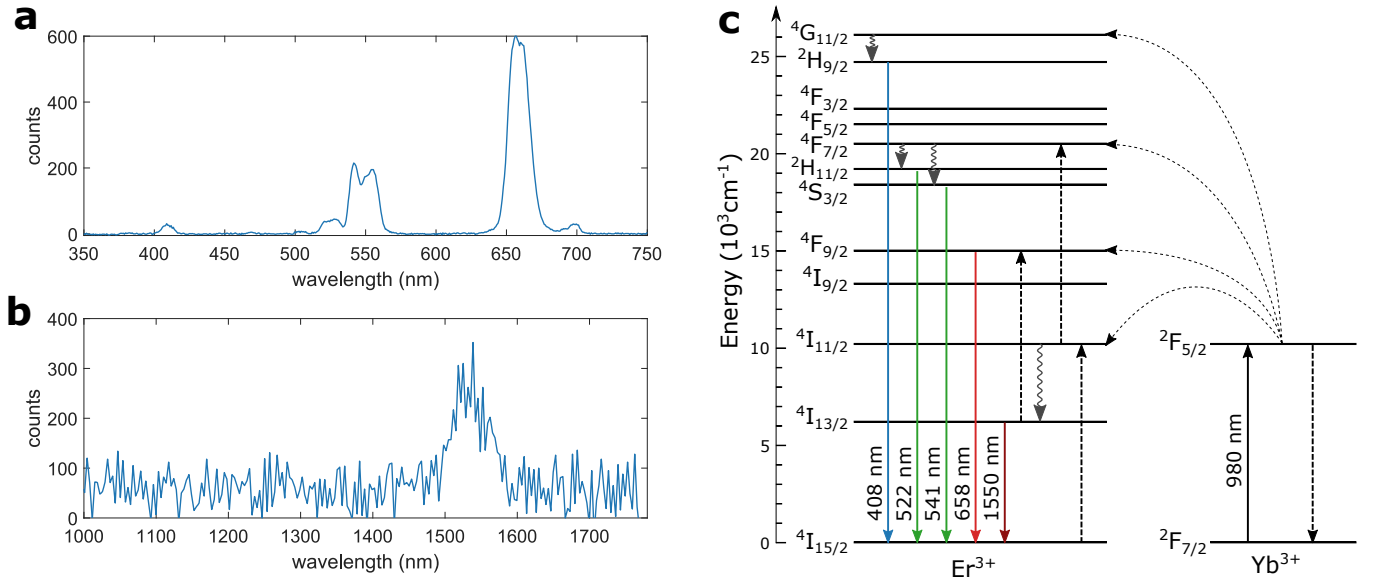 a
600
400
200
0
counts
350 400 450 500 550 600 650 700 750
wavelength (nm)
b
400
300
200
100
0
counts
1000 1100 1200 1300 1400 1500 1600 1700
wavelength (nm)
c
Energy (10³cm⁻¹)
25
20
15
10
5
0
⁴G₁₁/₂
²H₉/₂
⁴F₃/₂
⁴F₅/₂
⁴F₇/₂
²H₁₁/₂
⁴S₃/₂
⁴F₉/₂
⁴I₉/₂
⁴I₁₁/₂
⁴I₁₃/₂
⁴I₁₅/₂
408 nm
522 nm
541 nm
658 nm
1550 nm
Er³⁺
²F₅/₂
980 nm
²F₇/₂
Yb³⁺